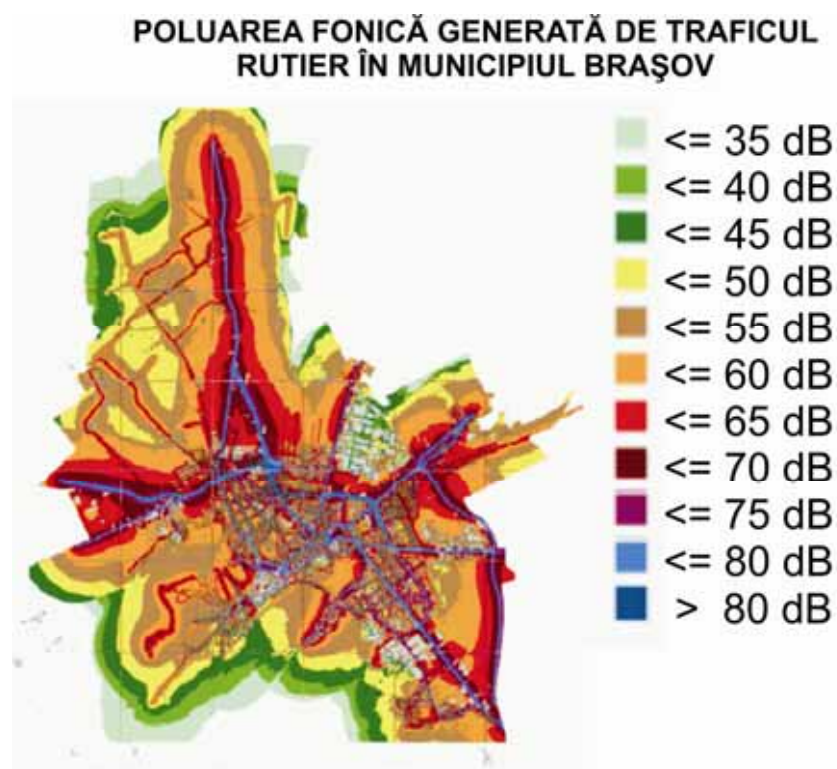 POLUAREA FONICĂ GENERATĂ DE TRAFICUL
RUTIER ÎN MUNICIPIUL BRAŞOV
<= 35 dB
<= 40 dB
<= 45 dB
<= 50 dB
<= 55 dB
<= 60 dB
<= 65 dB
<= 70 dB
<= 75 dB
<= 80 dB
> 80 dB